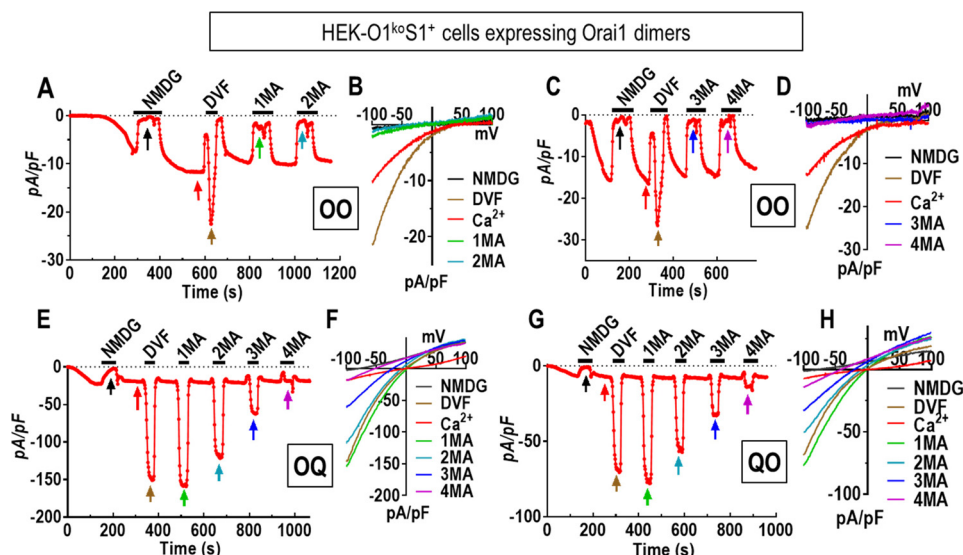 HEK-O1ᵏᵒS1⁺ cells expressing Orai1 dimers
A
NMDG DVF 1MA 2MA
0
-10
-20
-30
pA/pF
0 200 400 600 800 1000 1200
Time (s)
OO
B
-100 -50 50 100
mV
-10
-20
pA/pF
NMDG
DVF
Ca²⁺
1MA
2MA
C
NMDG DVF 3MA 4MA
0
-10
-20
-30
pA/pF
0 200 400 600
Time (s)
OO
D
-100 -50 50 100
mV
-5
-10
-15
-20
-25
-30
pA/pF
NMDG
DVF
Ca²⁺
3MA
4MA
E
NMDG DVF 1MA 2MA 3MA 4MA
0
-50
-100
-150
-200
pA/pF
0 200 400 600 800 1000
Time (s)
OQ
F
mV
-100 -50 50 100
-50
-100
-150
-200
pA/pF
NMDG
DVF
Ca²⁺
1MA
2MA
3MA
4MA
G
NMDG DVF 1MA 2MA 3MA 4MA
0
-50
-100
pA/pF
0 200 400 600 800 1000
Time (s)
QO
H
mV
-100 -50 50 100
-50
-80
-100
pA/pF
NMDG
DVF
Ca²⁺
1MA
2MA
3MA
4MA